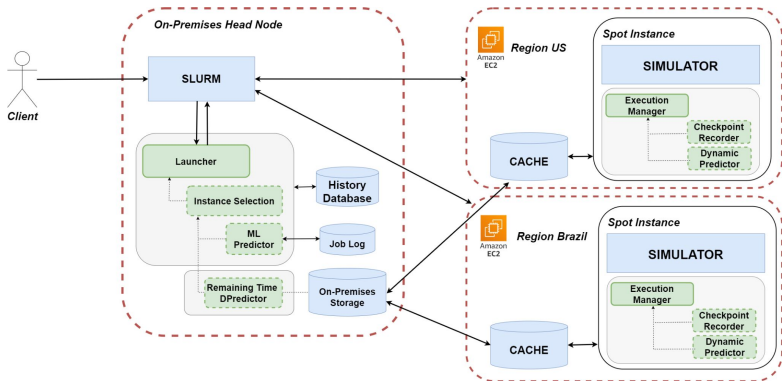 On-Premises Head Node
Client
SLURM
Launcher
Instance Selection
ML
Predictor
Remaining Time
DPredictor
History
Database
Job Log
On-Premises
Storage
Amazon
EC2
Region US
CACHE
Spot Instance
SIMULATOR
Execution
Manager
Checkpoint
Recorder
Dynamic
Predictor
Amazon
EC2
Region Brazil
CACHE
Spot Instance
SIMULATOR
Execution
Manager
Checkpoint
Recorder
Dynamic
Predictor